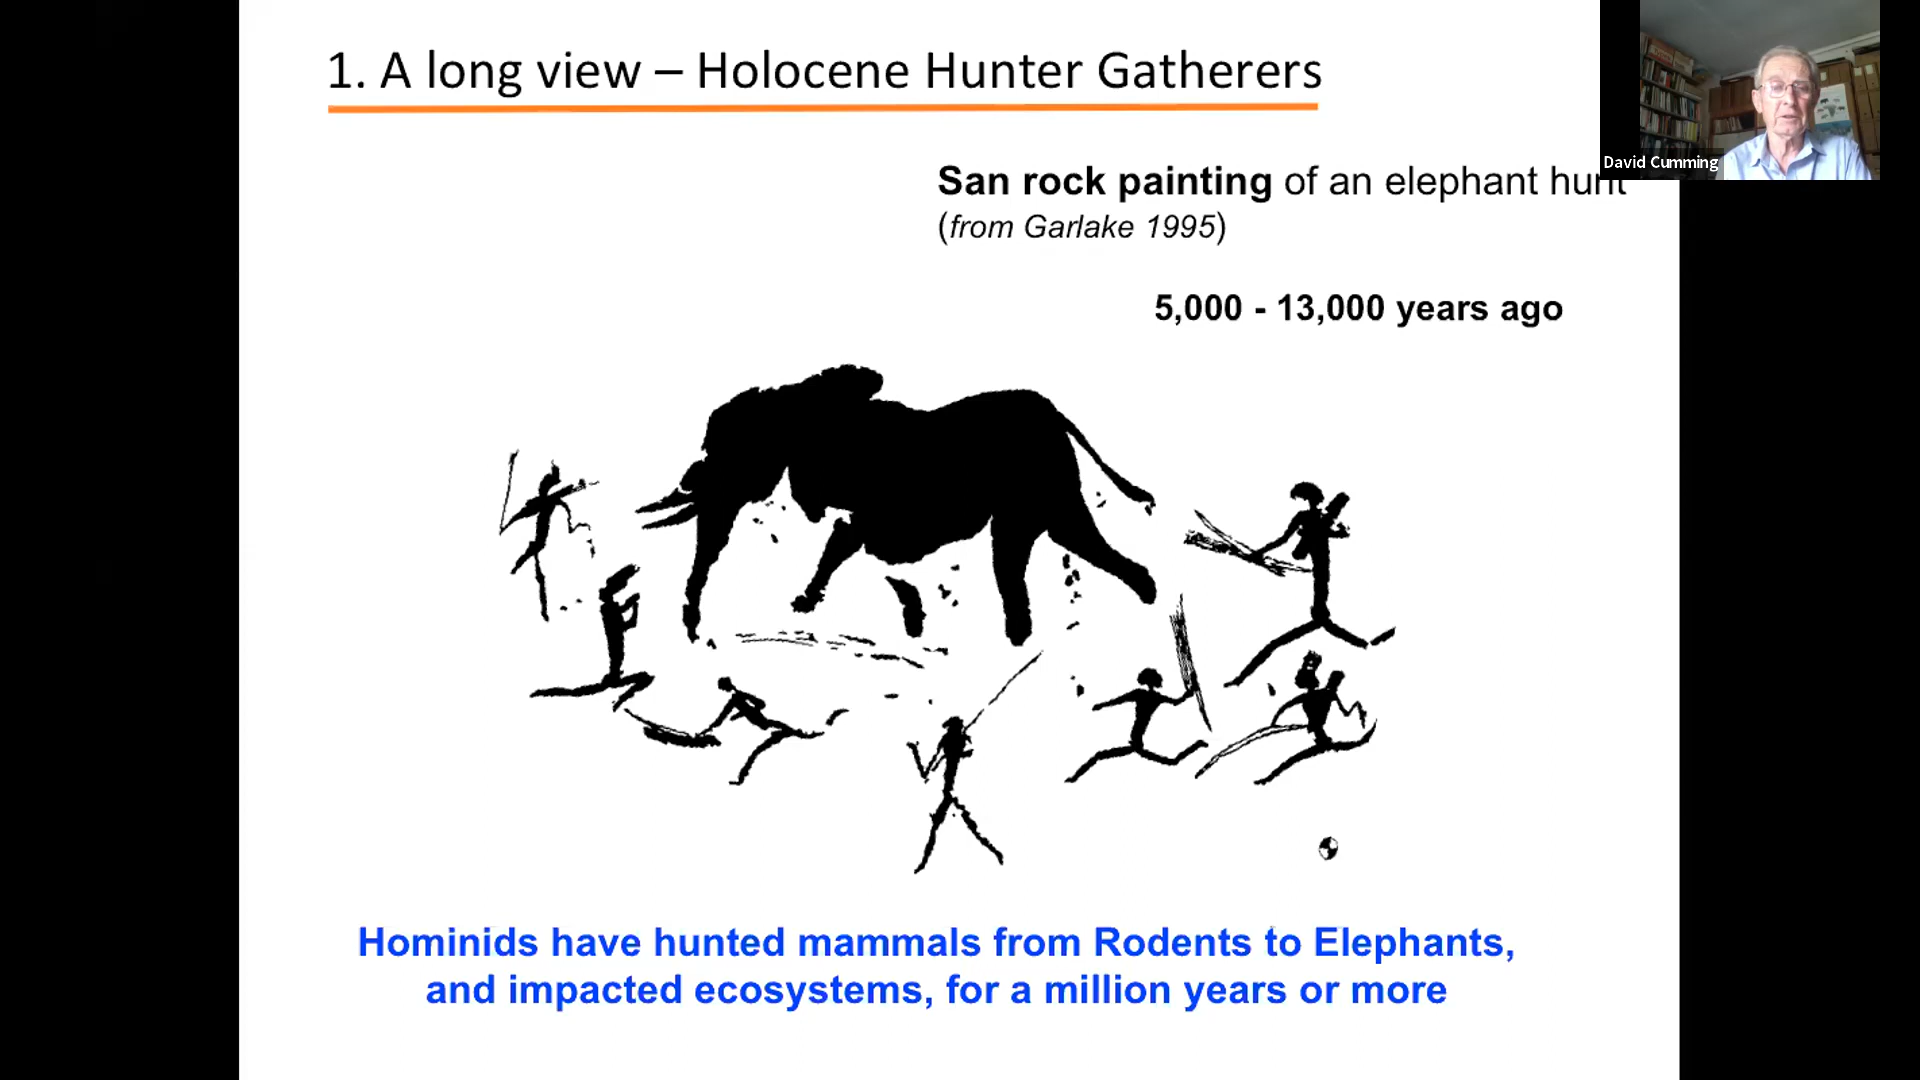 1. A long view – Holocene Hunter Gatherers
David Cumming
San rock painting of an elephant hunt
(from Garlake 1995)
5,000 - 13,000 years ago
Hominids have hunted mammals from Rodents to Elephants,
and impacted ecosystems, for a million years or more